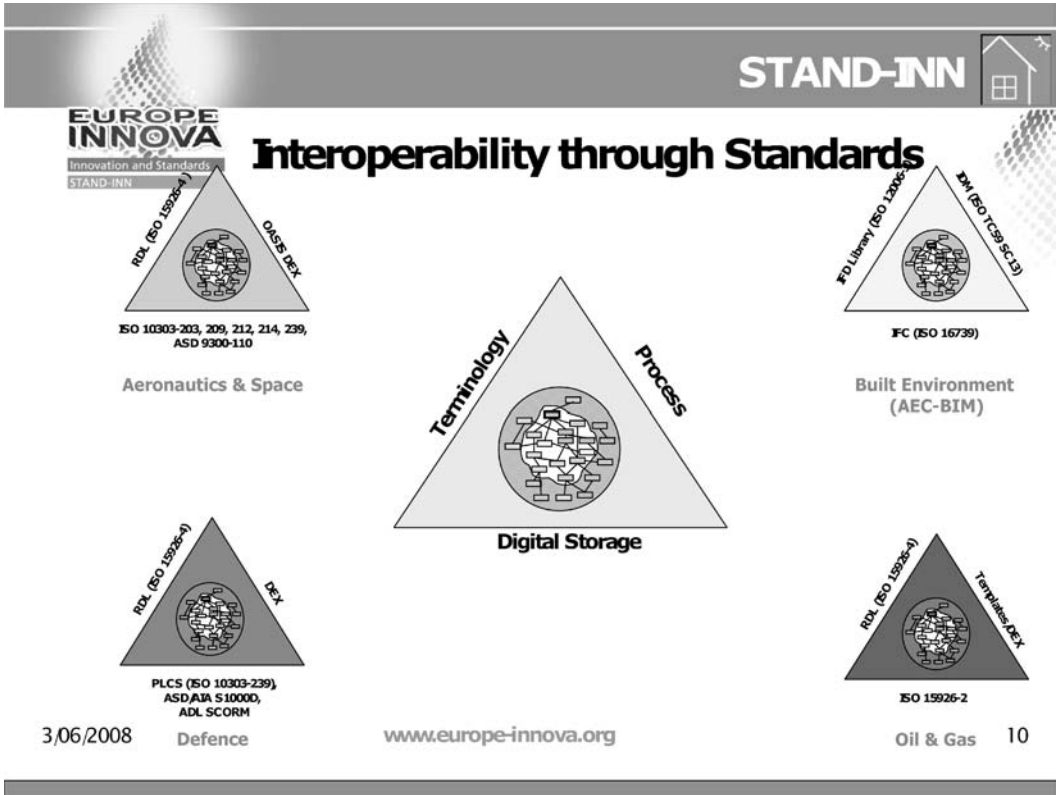 STAND-INN
EUROPE
INNOVA
Innovation and Standards
STAND-INN
Interoperability through Standards
RDL (ISO 15926-4)
OASIS DEX
ISO 10303-203, 209, 212, 214, 239,
ASD 9300-110
Aeronautics & Space
IFD Library (ISO 12006-
IDM (ISO TC59 SC13)
IFC (ISO 16739)
Built Environment
(AEC-BIM)
Terminology
Process
Digital Storage
RDL (ISO 15926-4)
DEX
PLCS (ISO 10303-239),
ASD/AIA S1000D,
ADL SCORM
Defence
RDL (ISO 15926-4)
Templates/DEX
ISO 15926-2
Oil & Gas
3/06/2008
www.europe-innova.org
10